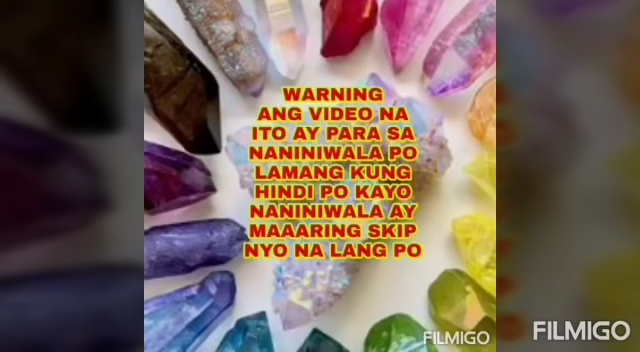 WARNING
ANG VIDEO NA
ITO AY PARA SA
NANINIWALA PO
LAMANG KUNG
HINDI PO KAYO
NANINIWALA AY
MAAARING SKIP
NYO NA LANG PO
FILMIGO
FILMIGO